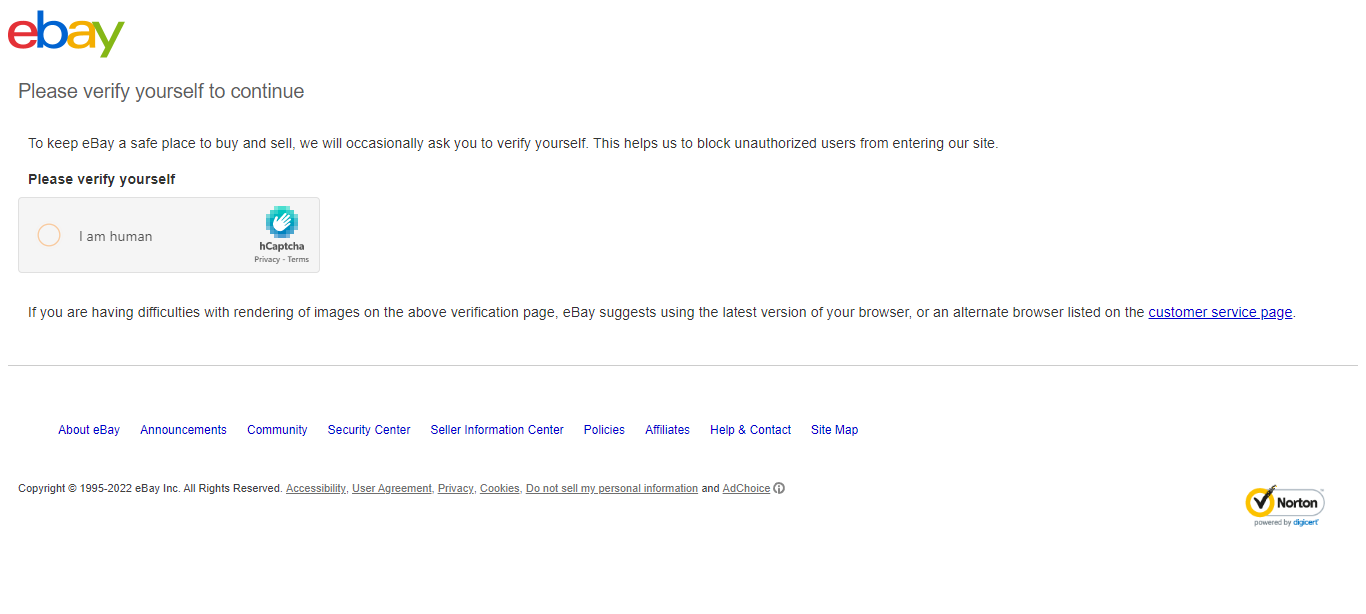 ebay
Please verify yourself to continue
To keep eBay a safe place to buy and sell, we will occasionally ask you to verify yourself. This helps us to block unauthorized users from entering our site.
Please verify yourself
I am human
hCaptcha
Privacy - Terms
If you are having difficulties with rendering of images on the above verification page, eBay suggests using the latest version of your browser, or an alternate browser listed on the customer service page.
About eBay Announcements Community Security Center Seller Information Center Policies Affiliates Help & Contact Site Map
Copyright © 1995-2022 eBay Inc. All Rights Reserved. Accessibility, User Agreement, Privacy, Cookies, Do not sell my personal information and AdChoice
Norton
powered by digicert